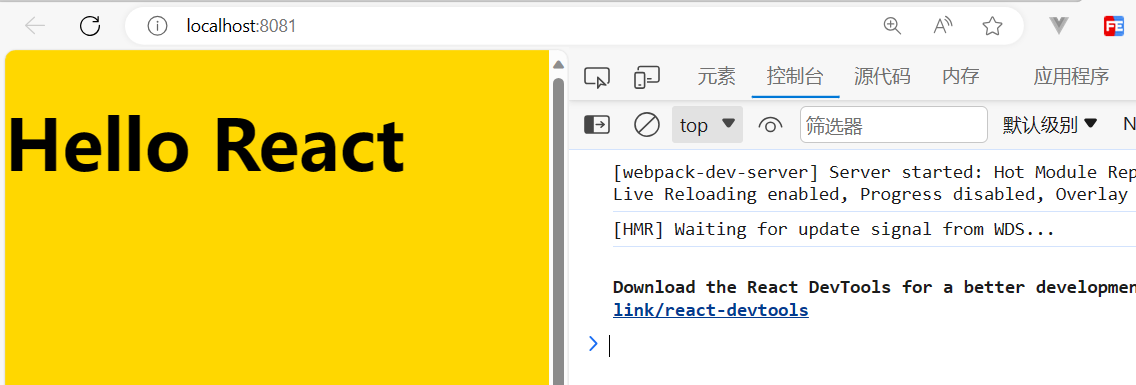 localhost:8081
A
FE
Hello React
元素
控制台
源代码
内存
应用程序
top
筛选器
默认级别
N
[webpack-dev-server] Server started: Hot Module Rep
Live Reloading enabled, Progress disabled, Overlay
[HMR] Waiting for update signal from WDS...
Download the React DevTools for a better developmen
link/react-devtools